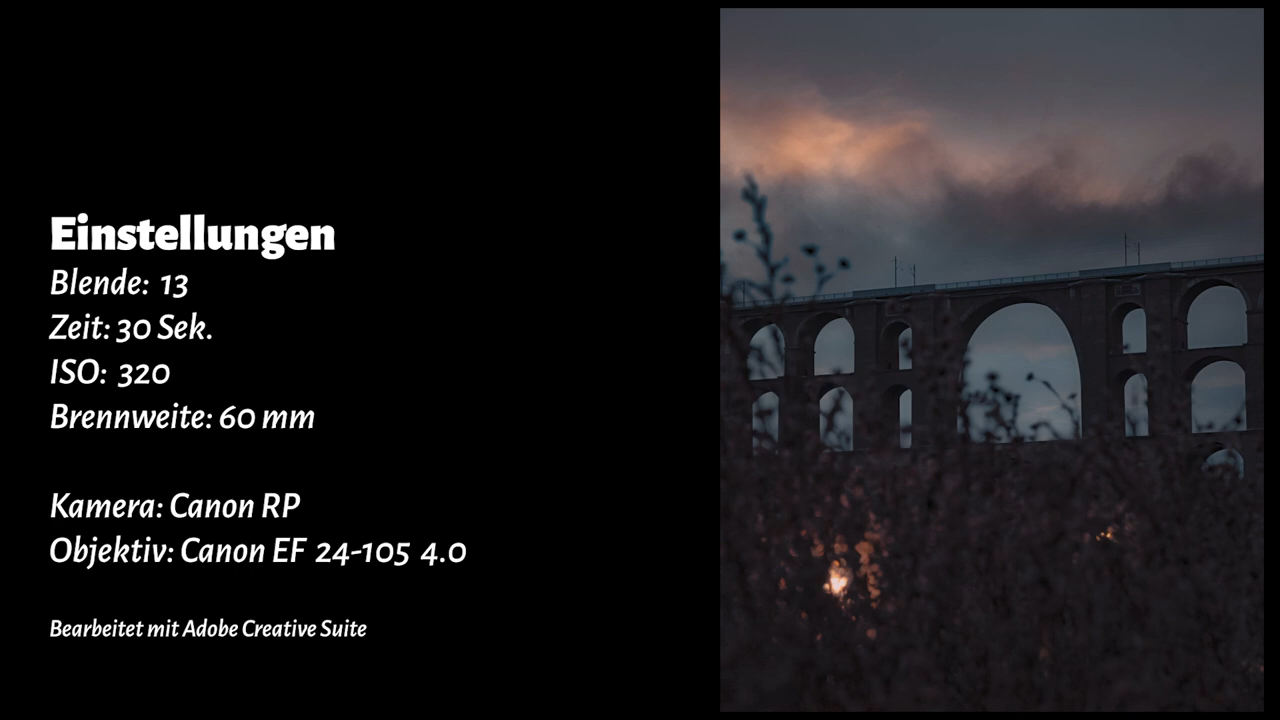 Einstellungen
Blende: 13
Zeit: 30 Sek.
ISO: 320
Brennweite: 60 mm
Kamera: Canon RP
Objektiv: Canon EF 24-105 4.0
Bearbeitet mit Adobe Creative Suite